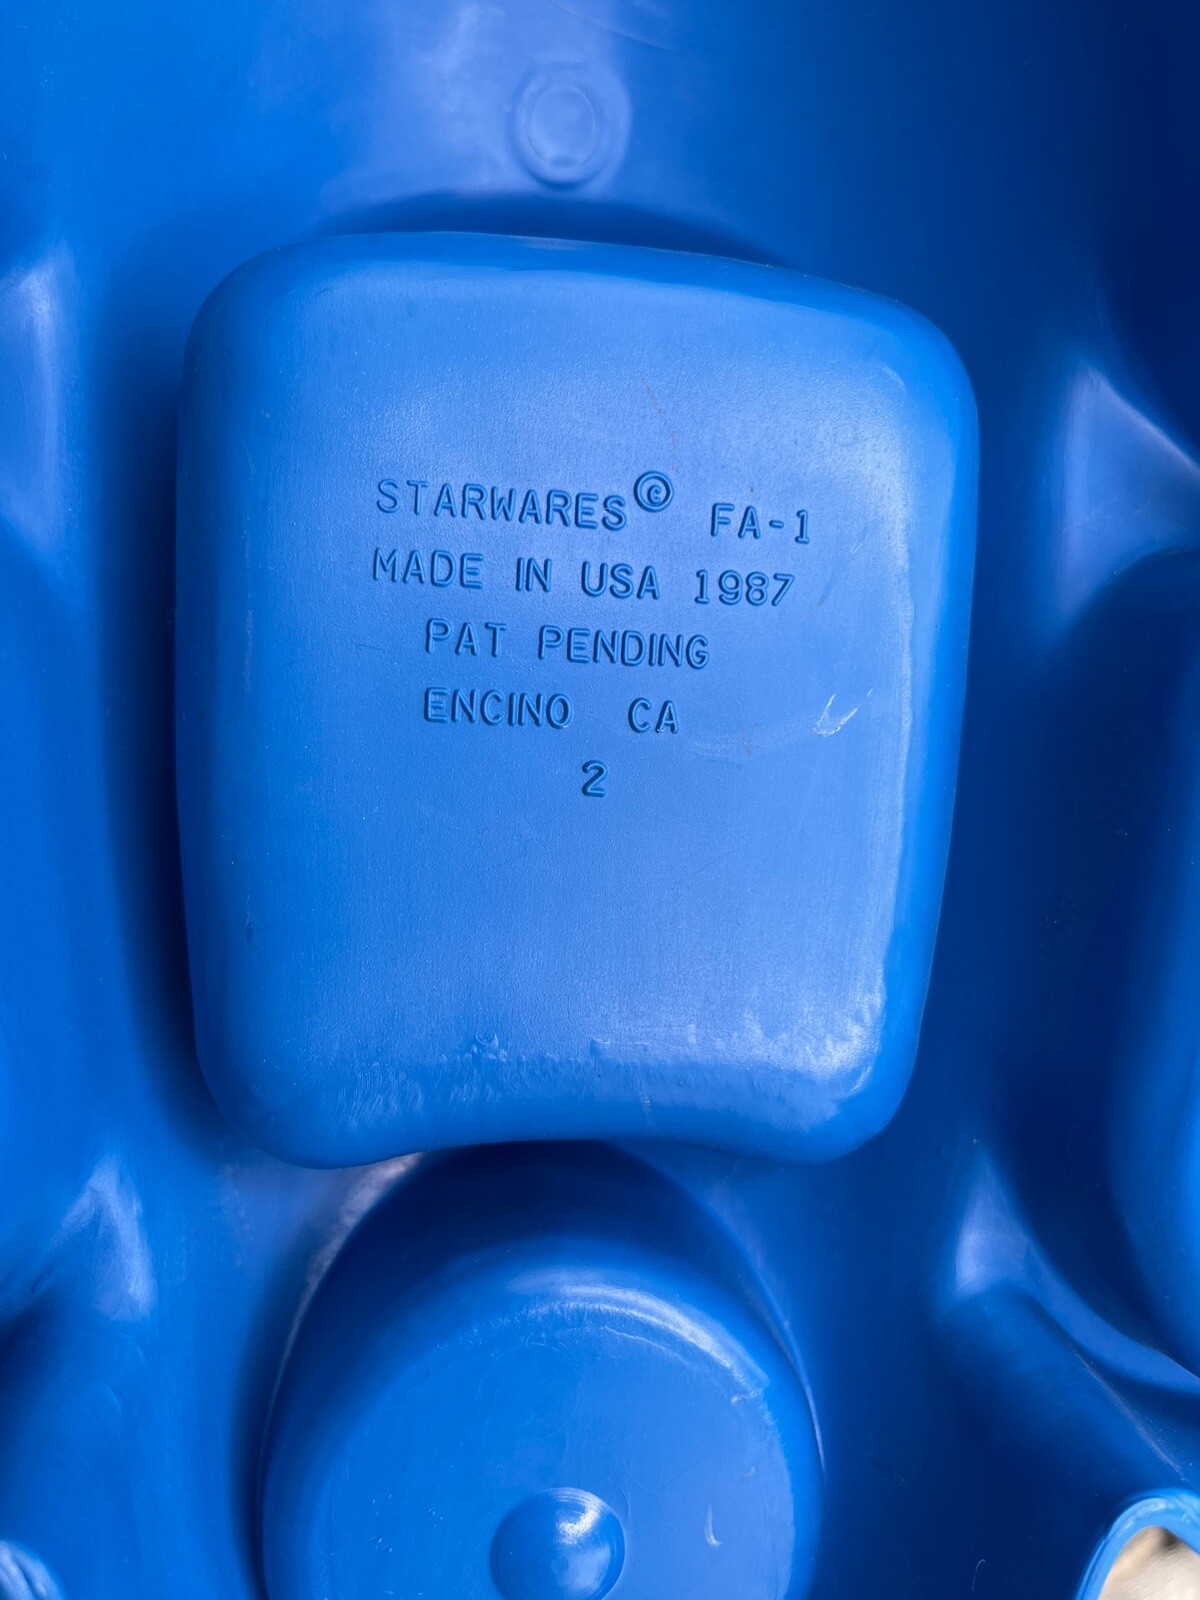 STARWARES© FA-1
MADE IN USA 1987
PAT PENDING
ENCINO CA
2